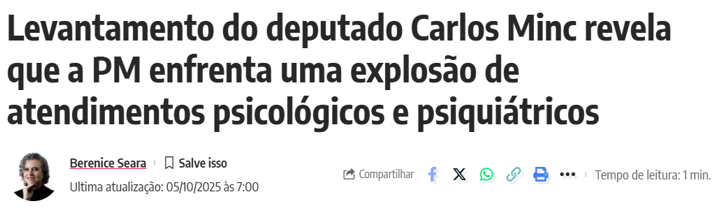 Levantamento do deputado Carlos Minc revela
que a PM enfrenta uma explosão de
atendimentos psicológicos e psiquiátricos
Berenice Seara
Salve isso
Ultima atualização: 05/10/2025 às 7:00
Compartilhar
Tempo de leitura: 1 min.